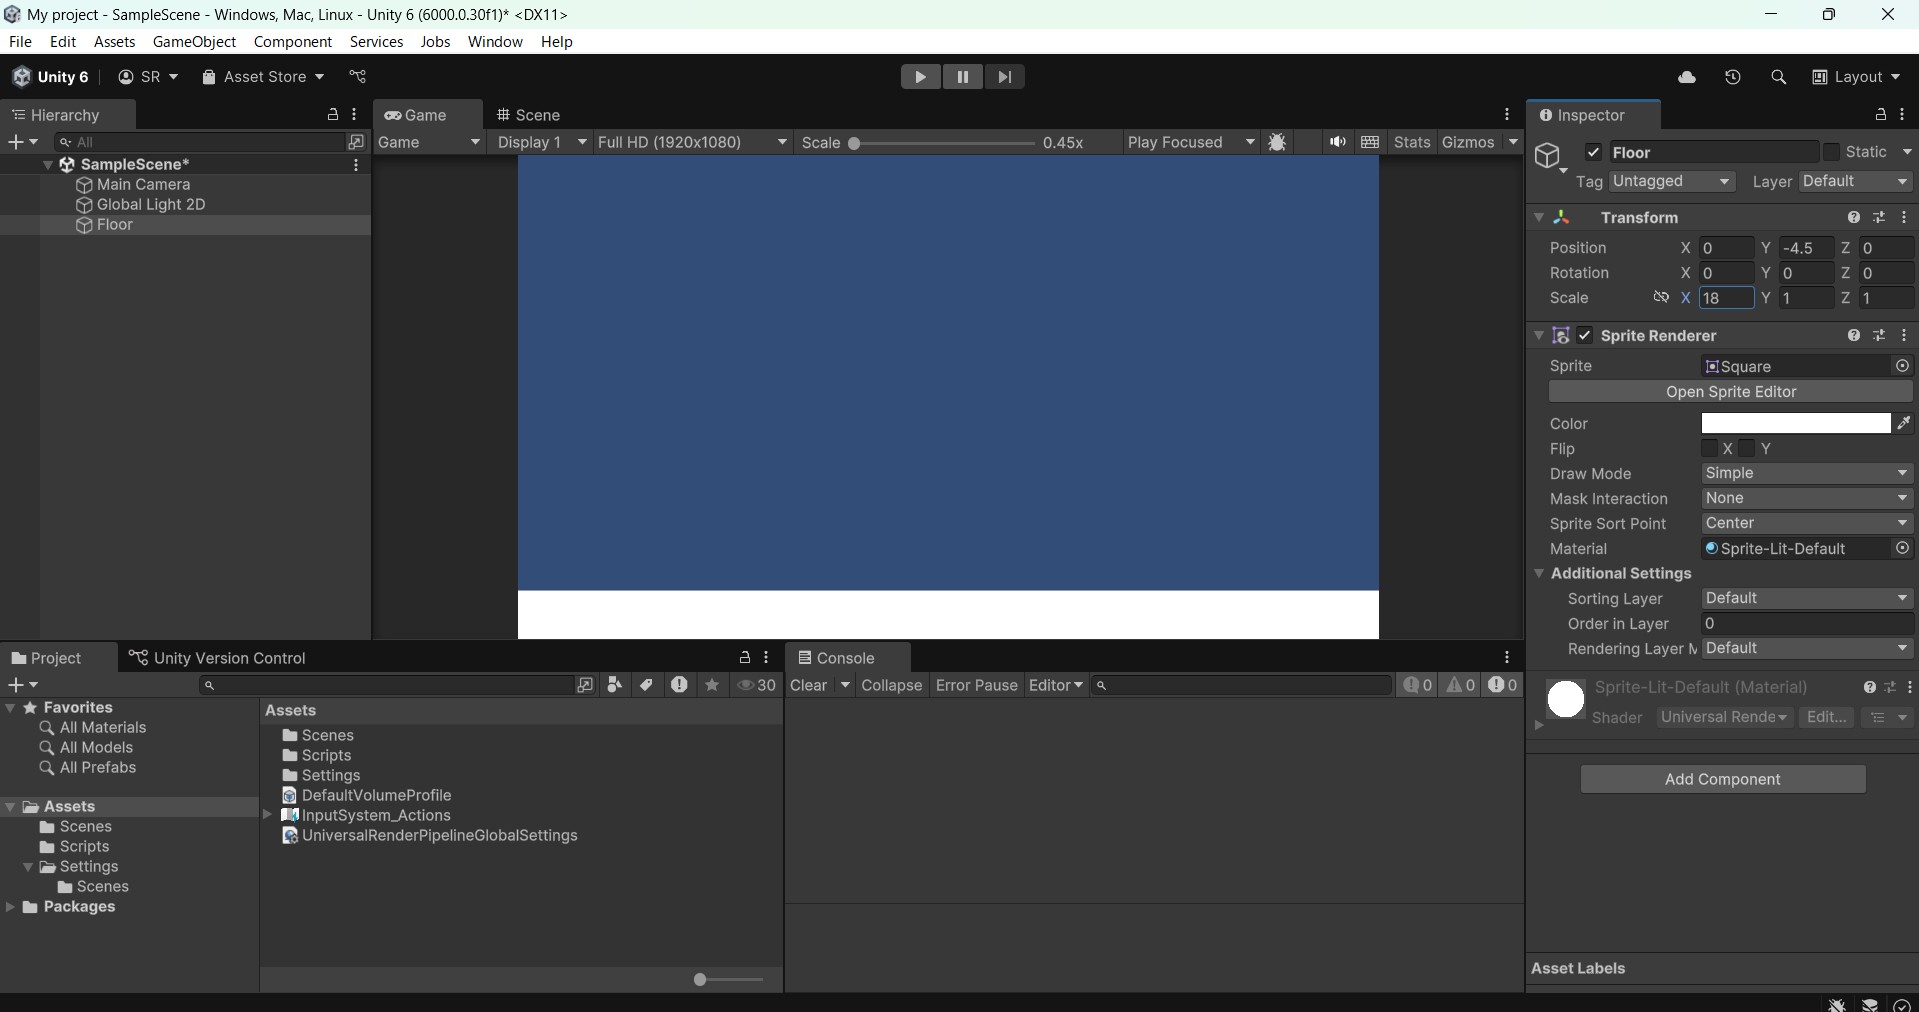 My project - SampleScene - Windows, Mac, Linux - Unity 6 (6000.0.30f1)* <DX11>
File Edit Assets GameObject Component Services Jobs Window Help
Unity 6 SR Asset Store Layout
Hierarchy
All
SampleScene*
Main Camera
Global Light 2D
Floor
Game Scene
Game Display 1 Full HD (1920x1080) Scale 0.45x Play Focused Stats Gizmos
Inspector
Floor Static
Tag Untagged Layer Default
Transform
Position X 0 Y -4.5 Z 0
Rotation X 0 Y 0 Z 0
Scale X 18 Y 1 Z 1
Sprite Renderer
Sprite Square
Open Sprite Editor
Color
Flip X Y
Draw Mode Simple
Mask Interaction None
Sprite Sort Point Center
Material Sprite-Lit-Default
Additional Settings
Sorting Layer Default
Order in Layer 0
Rendering Layer M Default
Sprite-Lit-Default (Material)
Shader Universal Rende Edit...
Add Component
Asset Labels
Project Unity Version Control
30
Favorites
All Materials
All Models
All Prefabs
Assets
Scenes
Scripts
Settings
Scenes
Packages
Assets
Scenes
Scripts
Settings
DefaultVolumeProfile
InputSystem_Actions
UniversalRenderPipelineGlobalSettings
Console
Clear Collapse Error Pause Editor 0 0 0